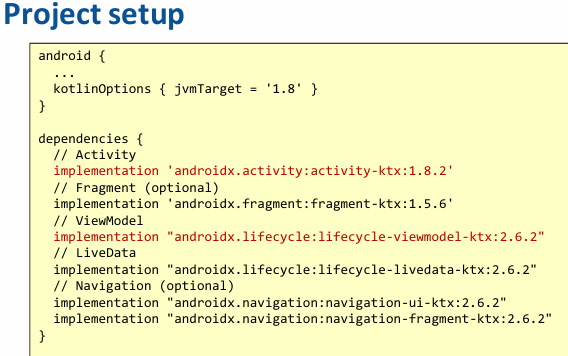 Project setup
android {
...
kotlinOptions { jvmTarget = '1.8' }
}
dependencies {
// Activity
implementation 'androidx.activity:activity-ktx:1.8.2'
// Fragment (optional)
implementation 'androidx.fragment:fragment-ktx:1.5.6'
// ViewModel
implementation "androidx.lifecycle:lifecycle-viewmodel-ktx:2.6.2"
// LiveData
implementation "androidx.lifecycle:lifecycle-livedata-ktx:2.6.2"
// Navigation (optional)
implementation "androidx.navigation:navigation-ui-ktx:2.6.2"
implementation "androidx.navigation:navigation-fragment-ktx:2.6.2"
}